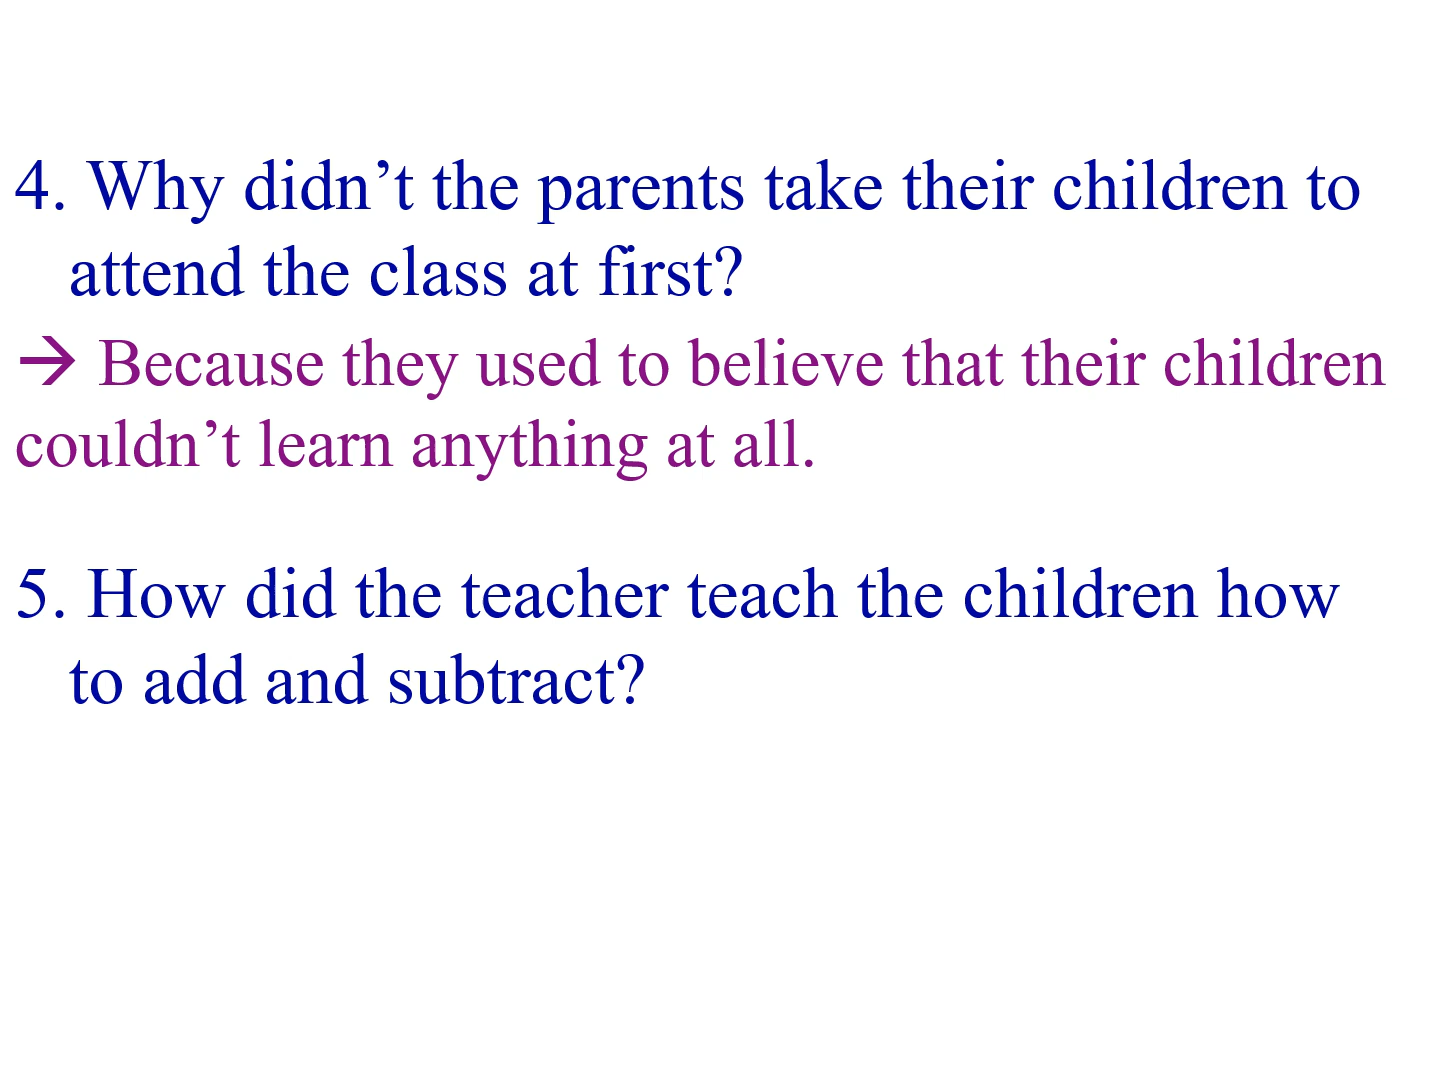 4. Why didn’t the parents take their children to
attend the class at first?
→ Because they used to believe that their children
couldn’t learn anything at all.
5. How did the teacher teach the children how
to add and subtract?